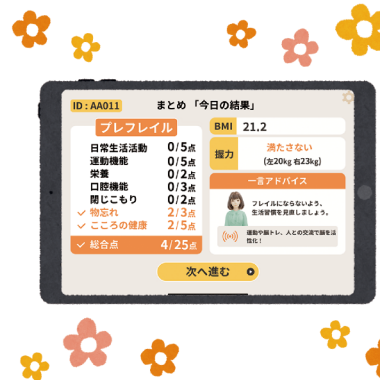 ID : AA011
まとめ 「今日の結果」
プレフレイル
日常生活活動 0/5点
運動機能 0/5点
栄養 0/2点
口腔機能 0/3点
閉じこもり 0/2点
物忘れ 2/3点
こころの健康 2/5点
総合点 4/25点
BMI 21.2
握力 満たさない
(左20kg 右23kg)
一言アドバイス
フレイルにならないよう、
生活習慣を見直しましょう。
運動や脳トレ、人との交流で脳を活
性化！
次へ進む